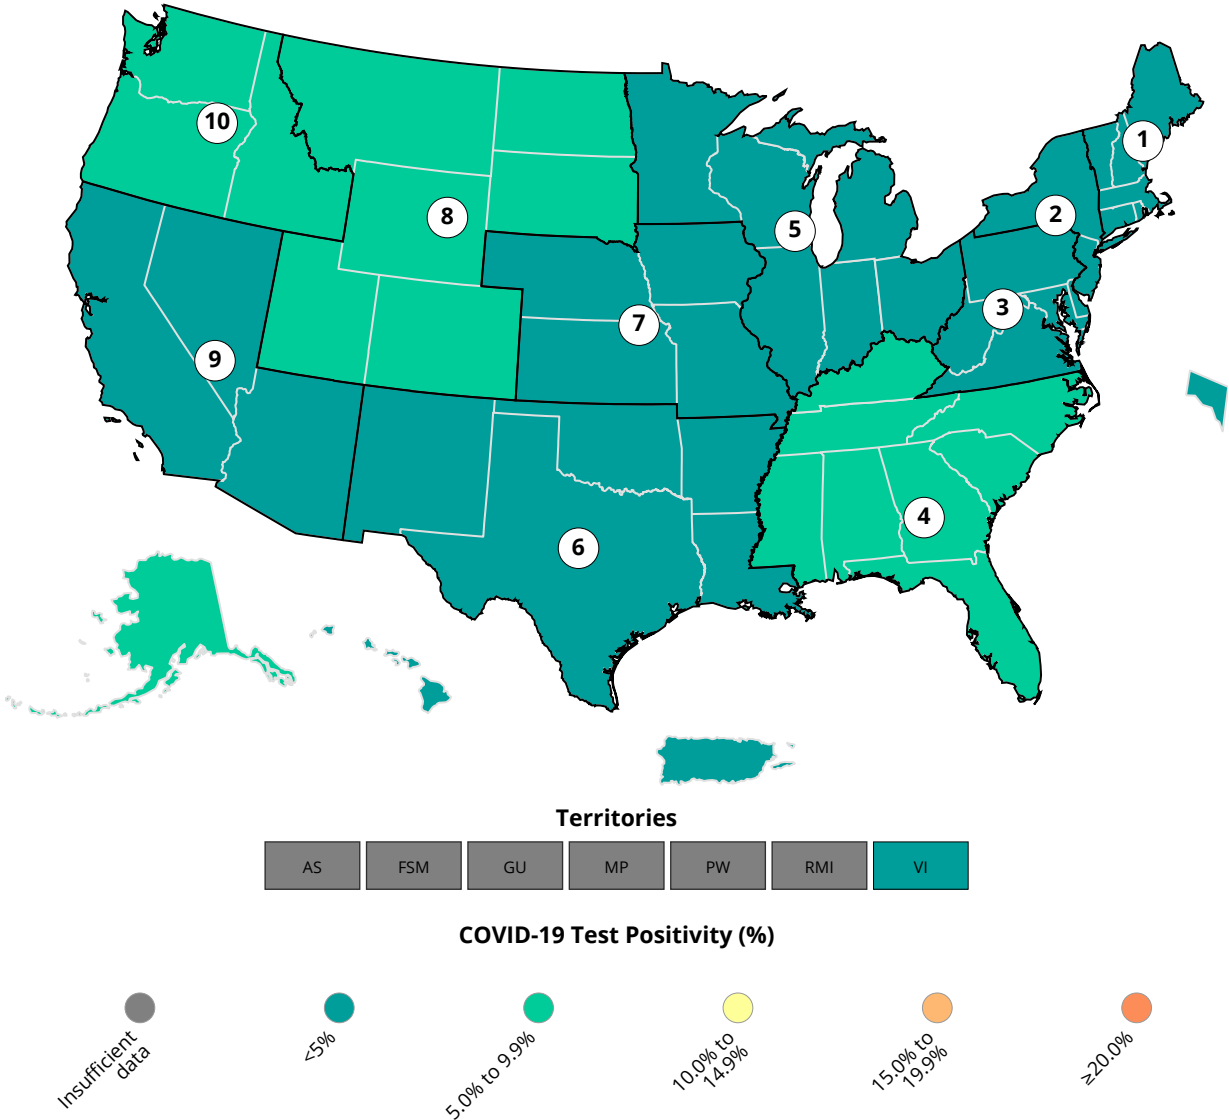 1
10
2
8
5
3
7
9
4
6
Territories
AS FSM GU MP PW RMI VI
COVID-19 Test Positivity (%)
Insufficient
data
<5%
5.0% to 9.9%
10.0% to
14.9%
15.0% to
19.9%
≥20.0%